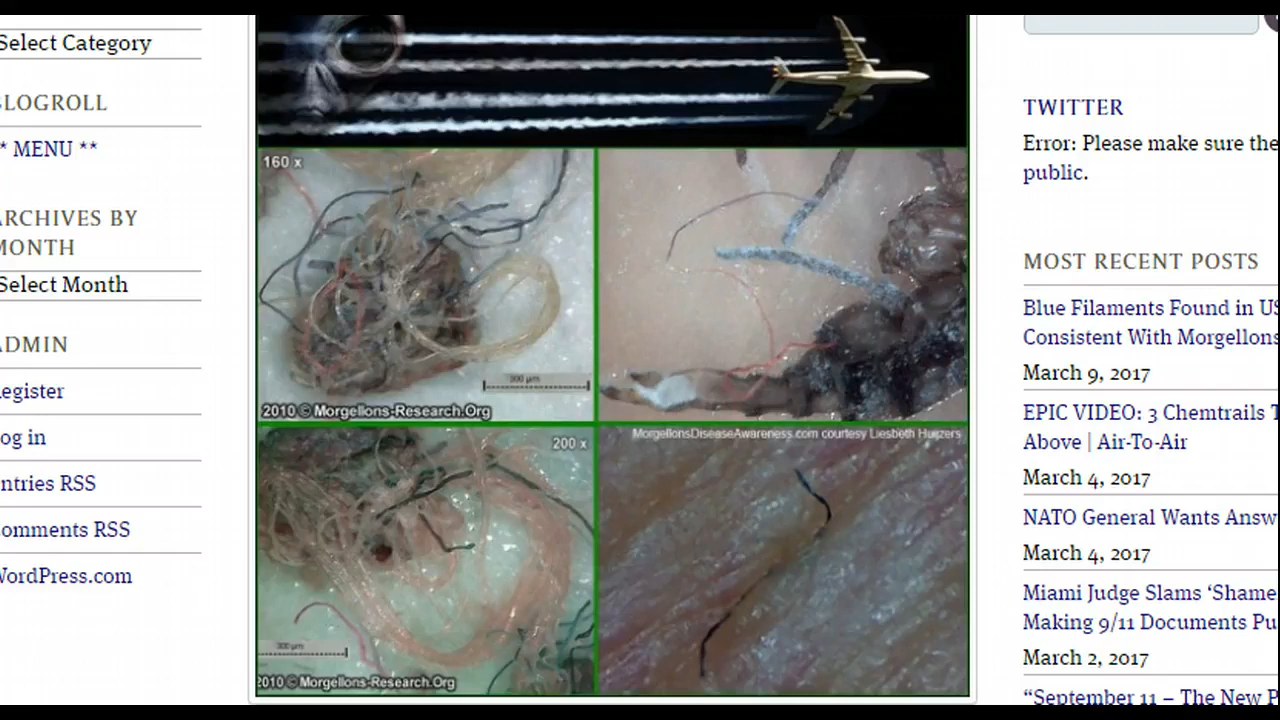 Select Category
BLOGROLL
* MENU **
ARCHIVES BY
MONTH
Select Month
ADMIN
Register
Log in
Entries RSS
Comments RSS
WordPress.com
160 x
300 µm
2010 © Morgellons-Research.Org
200 x
300 µm
2010 © Morgellons-Research.Org
MorgellonsDiseaseAwareness.com courtesy Liesbeth Huijzers
TWITTER
Error: Please make sure the
public.
MOST RECENT POSTS
Blue Filaments Found in US
Consistent With Morgellons
March 9, 2017
EPIC VIDEO: 3 Chemtrails T
Above | Air-To-Air
March 4, 2017
NATO General Wants Answ
March 4, 2017
Miami Judge Slams ‘Shame
Making 9/11 Documents Pu
March 2, 2017
“September 11 – The New P